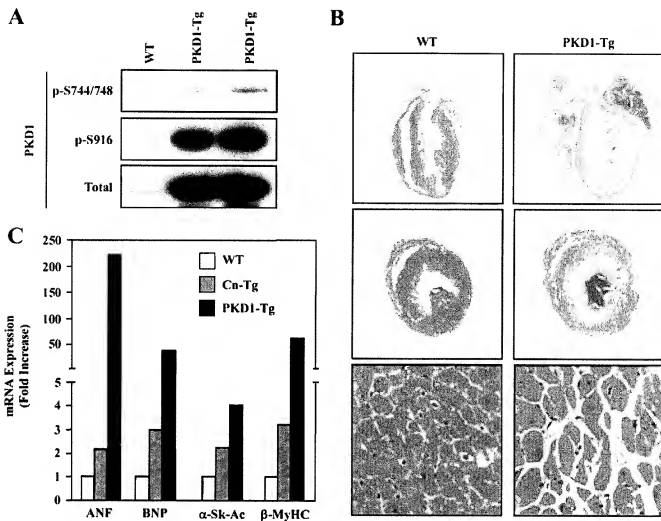 A
WT
PKD1-Tg
PKD1-Tg
PKD1
p-S744/748
p-S916
Total
B
WT
PKD1-Tg
C
mRNA Expression
(Fold Increase)
250
200
150
100
50
5
4
3
2
1
0
WT
Cn-Tg
PKD1-Tg
ANF
BNP
α-Sk-Ac
β-MyHC